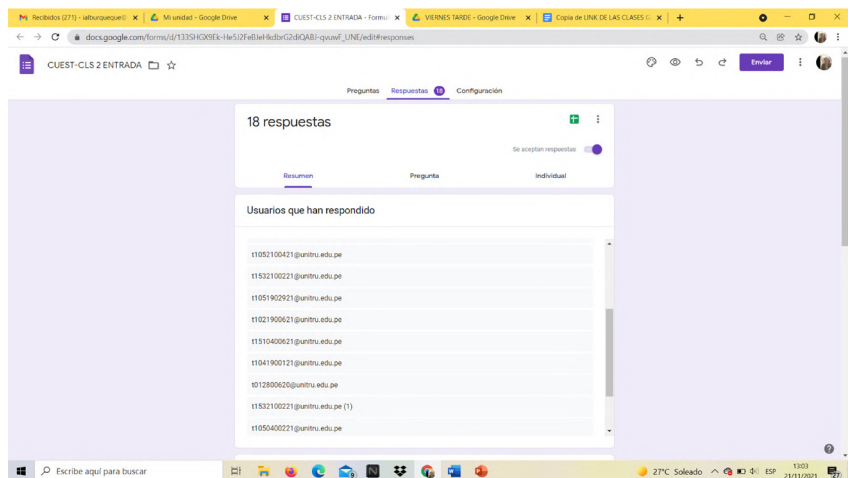 Recibidos (271) - ialburqueque@
Mi unidad - Google Drive
CUEST-CLS 2 ENTRADA - Formul
VIERNES TARDE - Google Drive
Copia de LINK DE LAS CLASES G
docs.google.com/forms/d/
/edit#responses
CUEST-CLS 2 ENTRADA
Enviar
Preguntas Respuestas 18 Configuración
18 respuestas
Se aceptan respuestas
Resumen Pregunta Individual
Usuarios que han respondido
t1052100421@unitru.edu.pe
t1532100221@unitru.edu.pe
t1051902921@unitru.edu.pe
t1021900621@unitru.edu.pe
t1510400621@unitru.edu.pe
t1041900121@unitru.edu.pe
t012800620@unitru.edu.pe
t1532100221@unitru.edu.pe (1)
t1050400221@unitru.edu.pe
Escribe aquí para buscar
27°C Soleado
ESP
13:03
21/11/2021